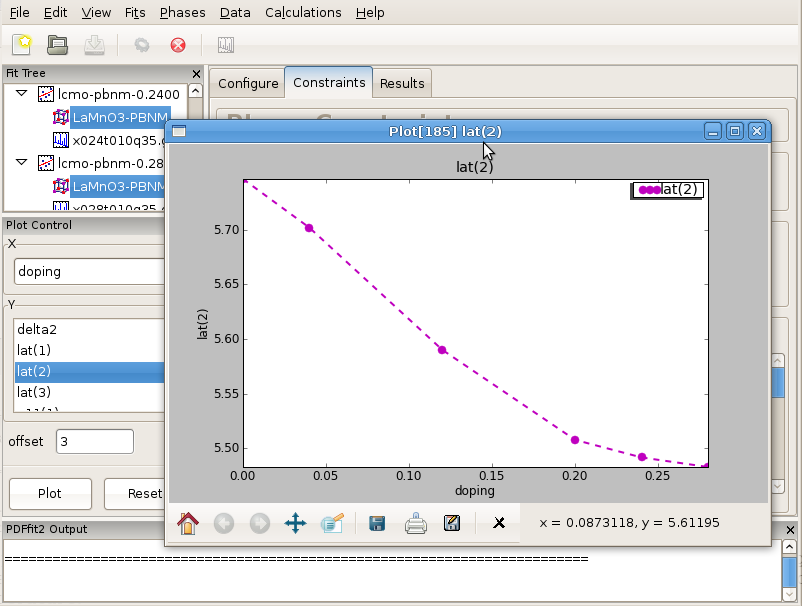 File Edit View Fits Phases Data Calculations Help
Fit Tree
lcmo-pbnm-0.2400
LaMnO3-PBNM
x024t010q35.
lcmo-pbnm-0.28
LaMnO3-PBNM
x028t010q35.
Configure Constraints Results
Plot Control
X
doping
Y
delta2
lat(1)
lat(2)
lat(3)
offset 3
Plot Reset
Plot[185] lat(2)
lat(2)
lat(2)
5.70
5.65
5.60
5.55
5.50
lat(2)
0.00 0.05 0.10 0.15 0.20 0.25
doping
x = 0.0873118, y = 5.61195
PDFfit2 Output
==========================================================================